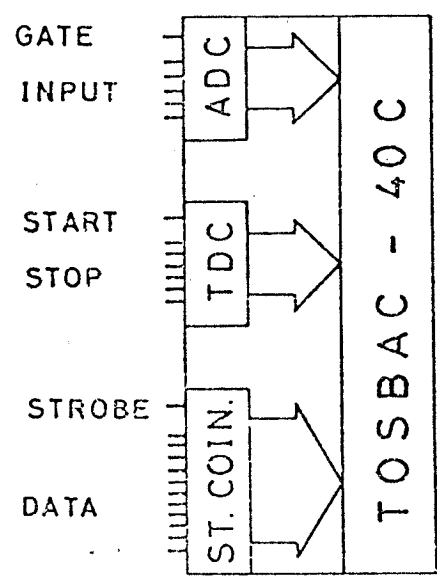 GATE
INPUT
ADC
START
STOP
TDC
STROBE
DATA
ST. COIN.
TOSBAC - 40C